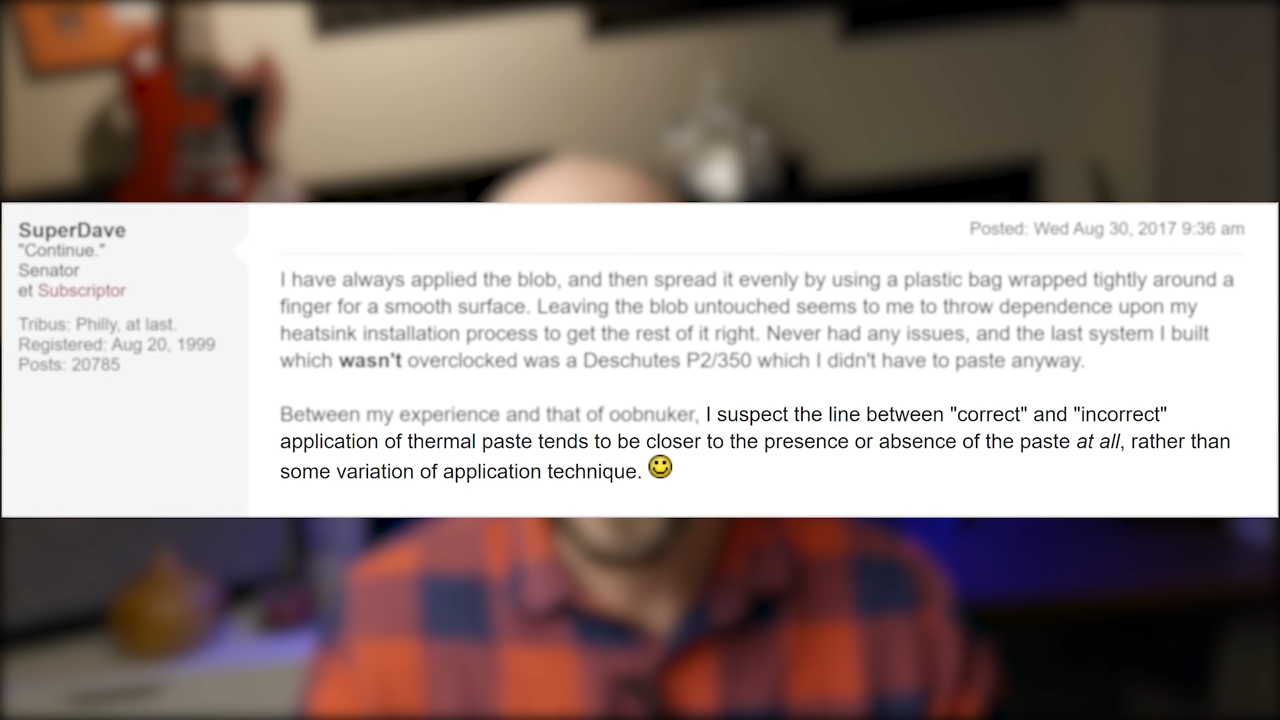 SuperDave
"Continue."
Senator
et Subscriptor
Tribus: Philly, at last.
Registered: Aug 20, 1999
Posts: 20785
Posted: Wed Aug 30, 2017 9:36 am
I have always applied the blob, and then spread it evenly by using a plastic bag wrapped tightly around a
finger for a smooth surface. Leaving the blob untouched seems to me to throw dependence upon my
heatsink installation process to get the rest of it right. Never had any issues, and the last system I built
which wasn't overclocked was a Deschutes P2/350 which I didn't have to paste anyway.
Between my experience and that of oobnuker, I suspect the line between "correct" and "incorrect"
application of thermal paste tends to be closer to the presence or absence of the paste at all, rather than
some variation of application technique.